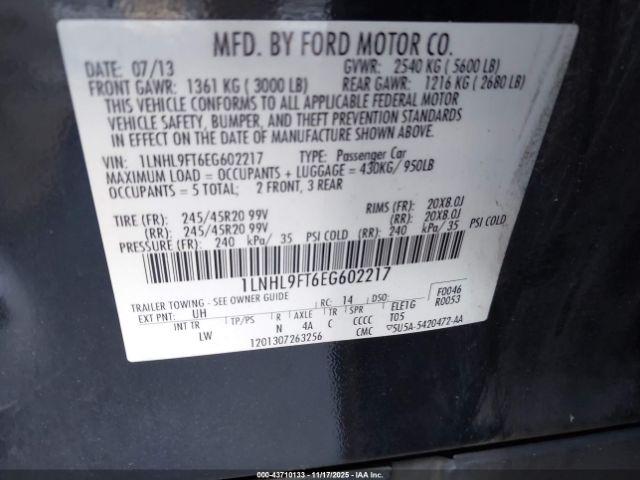 MFD. BY FORD MOTOR CO.
DATE: 07/13 GVWR: 2540 KG ( 5600 LB)
FRONT GAWR: 1361 KG ( 3000 LB) REAR GAWR: 1216 KG ( 2680 LB)
THIS VEHICLE CONFORMS TO ALL APPLICABLE FEDERAL MOTOR
VEHICLE SAFETY, BUMPER, AND THEFT PREVENTION STANDARDS
IN EFFECT ON THE DATE OF MANUFACTURE SHOWN ABOVE.
VIN: 1LNHL9FT6EG602217 TYPE: Passenger Car
MAXIMUM LOAD = OCCUPANTS + LUGGAGE = 430KG/ 950LB
OCCUPANTS = 5 TOTAL; 2 FRONT, 3 REAR
TIRE (FR): 245/45R20 99V RIMS (FR): 20X8.0J
(RR): 245/45R20 99V (RR): 20X8.0J
PRESSURE (FR): 240 kPa/ 35 PSI COLD (RR): 240 kPa/ 35 PSI COLD
1LNHL9FT6EG602217
TRAILER TOWING - SEE OWNER GUIDE RC: 14 DSO: F0046
EXT PNT: UH R0053
INT TR TP/PS R AXLE TR SPR ELE1G
LW N 4A C CCCC T05
1201307263256 CMC ▽5U5A-5420472-AA
IAA-43710133 - 11/17/2025 - IAAI.COM